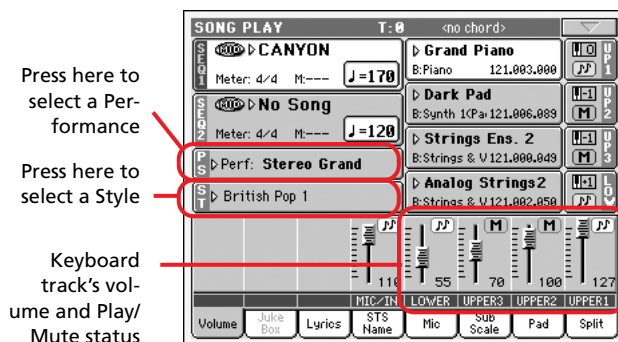 SONG PLAY T:0 <no chord>
SEQ1 ▷CANYON
Meter: 4/4 M:--- ♩=170
▷ Grand Piano
B:Piano 121.003.000
0 UP1
SEQ2 ▷No Song
Meter: 4/4 M:--- ♩=120
▷ Dark Pad
B:Synth 1(Pa 121.006.089
-1 M UP2
PS ▷Perf: Stereo Grand
▷ Strings Ens. 2
B:Strings & V 121.000.049
-1 M UP3
ST ▷ British Pop 1
▷ Analog Strings2
B:Strings & V 121.002.050
+1 LOW
Press here to
select a Per-
formance
Press here to
select a Style
Keyboard
track's vol-
ume and Play/
Mute status
M M
55 70 100 127
MIC/IN LOWER UPPER3 UPPER2 UPPER1
Volume Juke Box Lyrics STS Name Mic Sub Scale Pad Split